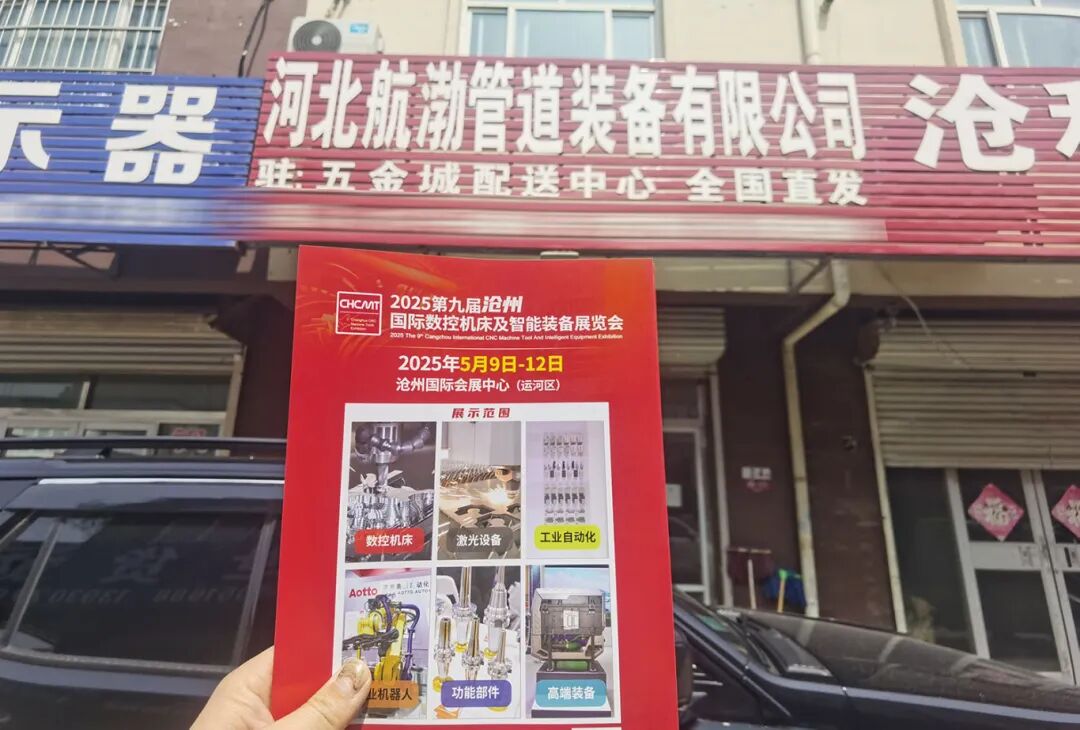 器
河北航渤管道装备有限公司
沧
驻:五金城配送中心 全国直发
CHCMT
2025第九届沧州
国际数控机床及智能装备展览会
2025 The 9th Cangzhou International CNC Machine Tool And Intelligent Equipment Exhibition
2025年5月9日-12日
沧州国际会展中心（运河区）
展示范围
数控机床
激光设备
工业自动化
Aotto
业机器人
功能部件
高端装备